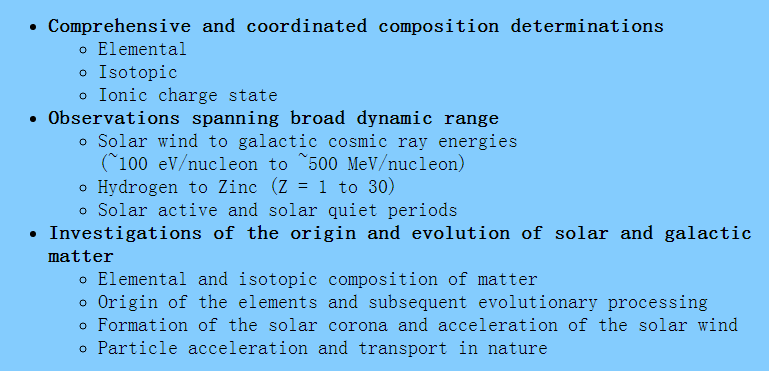 Comprehensive and coordinated composition determinations
Elemental
Isotopic
Ionic charge state
Observations spanning broad dynamic range
Solar wind to galactic cosmic ray energies
(~100 eV/nucleon to ~500 MeV/nucleon)
Hydrogen to Zinc (Z = 1 to 30)
Solar active and solar quiet periods
Investigations of the origin and evolution of solar and galactic
matter
Elemental and isotopic composition of matter
Origin of the elements and subsequent evolutionary processing
Formation of the solar corona and acceleration of the solar wind
Particle acceleration and transport in nature